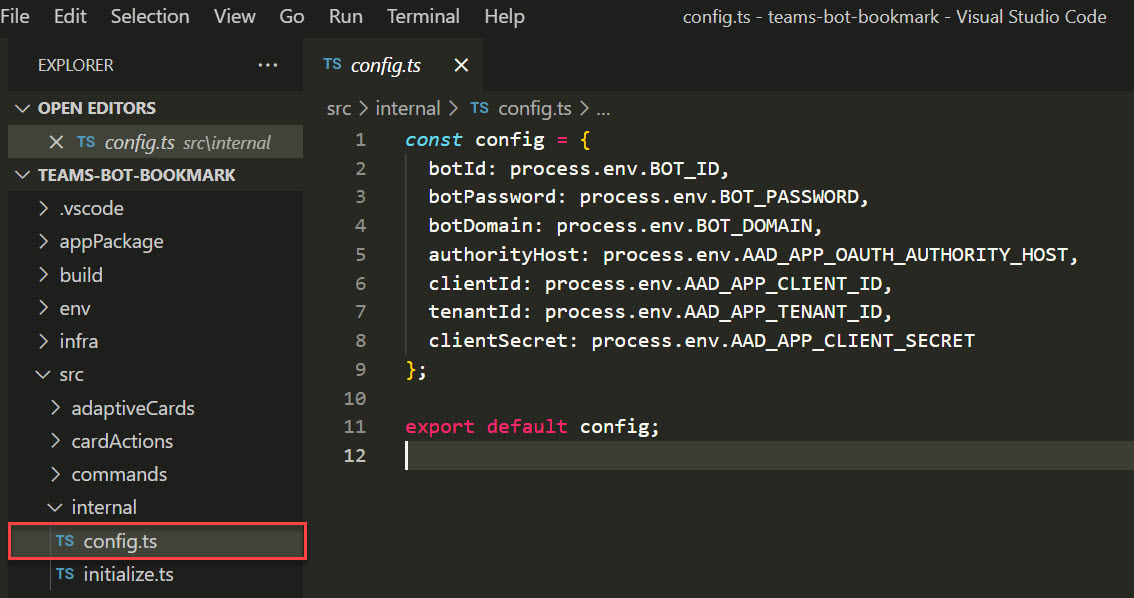 File Edit Selection View Go Run Terminal Help config.ts - teams-bot-bookmark - Visual Studio Code
EXPLORER ...
OPEN EDITORS
TS config.ts src\internal
TEAMS-BOT-BOOKMARK
.vscode
appPackage
build
env
infra
src
adaptiveCards
cardActions
commands
internal
TS config.ts
TS initialize.ts
TS config.ts
src > internal > TS config.ts > ...
1 const config = {
2 botId: process.env.BOT_ID,
3 botPassword: process.env.BOT_PASSWORD,
4 botDomain: process.env.BOT_DOMAIN,
5 authorityHost: process.env.AAD_APP_OAUTH_AUTHORITY_HOST,
6 clientId: process.env.AAD_APP_CLIENT_ID,
7 tenantId: process.env.AAD_APP_TENANT_ID,
8 clientSecret: process.env.AAD_APP_CLIENT_SECRET
9 };
10
11 export default config;
12